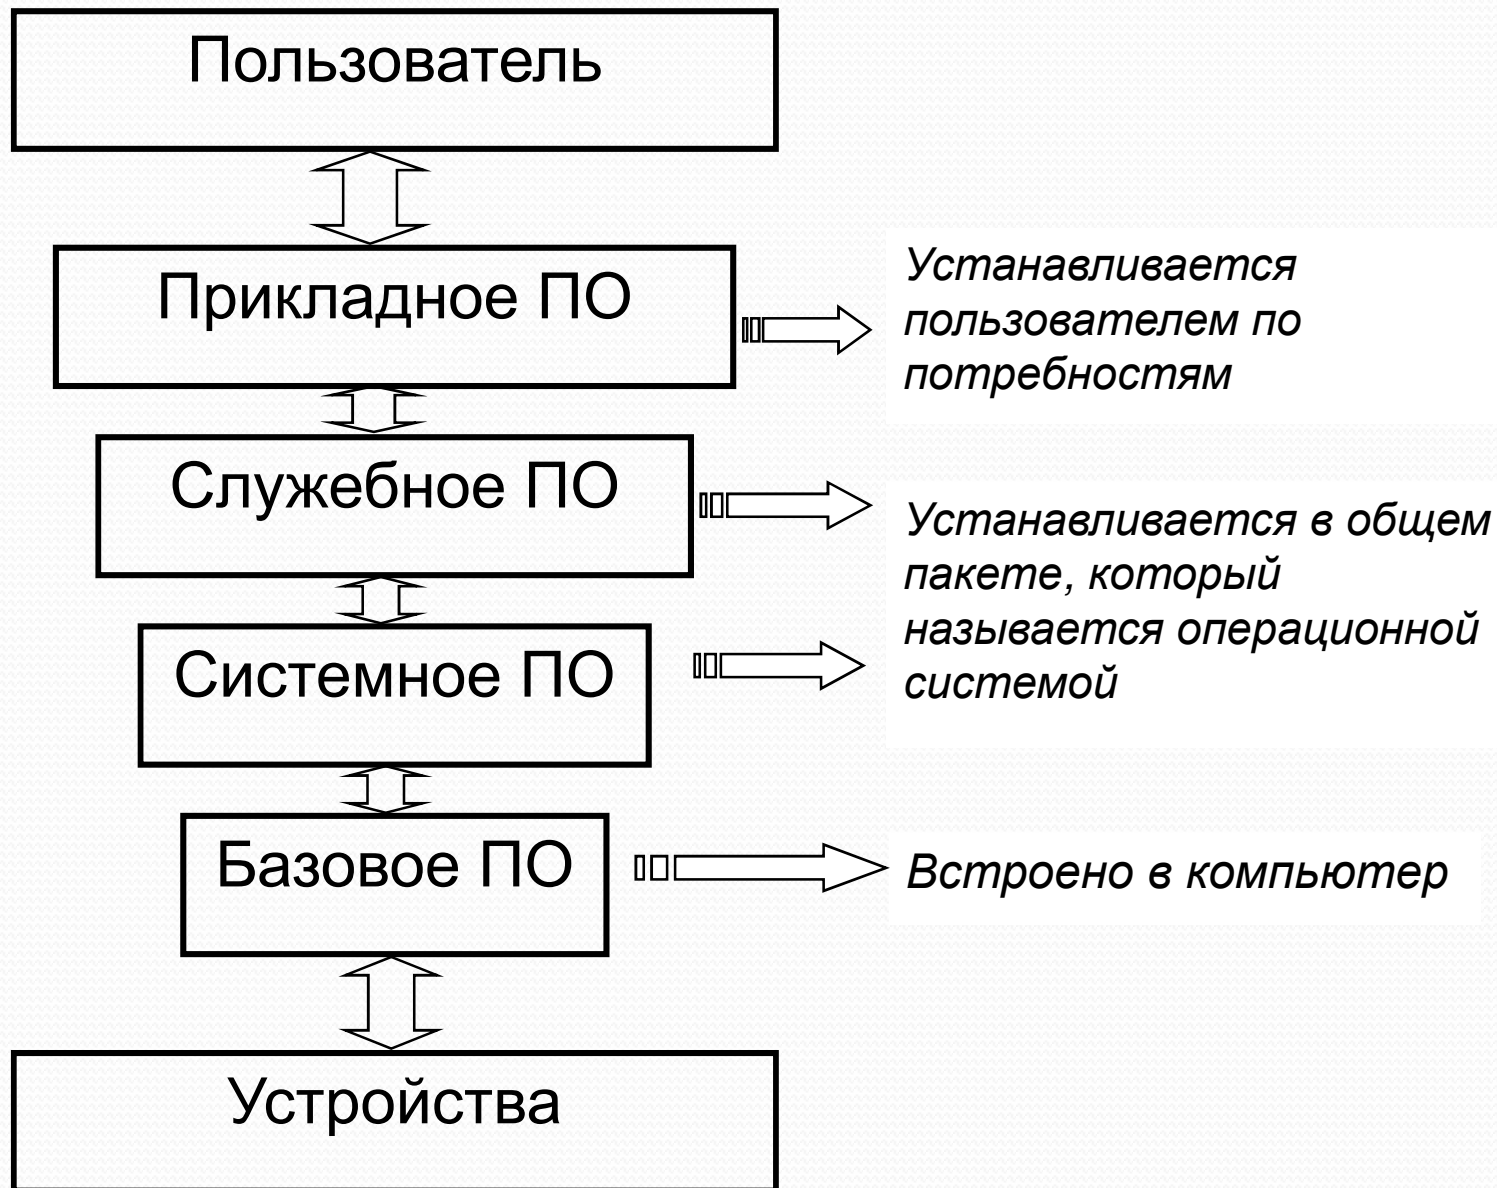 Пользователь
Прикладное ПО
Устанавливается
пользователем по
потребностям
Служебное ПО
Устанавливается в общем
пакете, который
называется операционной
системой
Системное ПО
Базовое ПО
Встроено в компьютер
Устройства